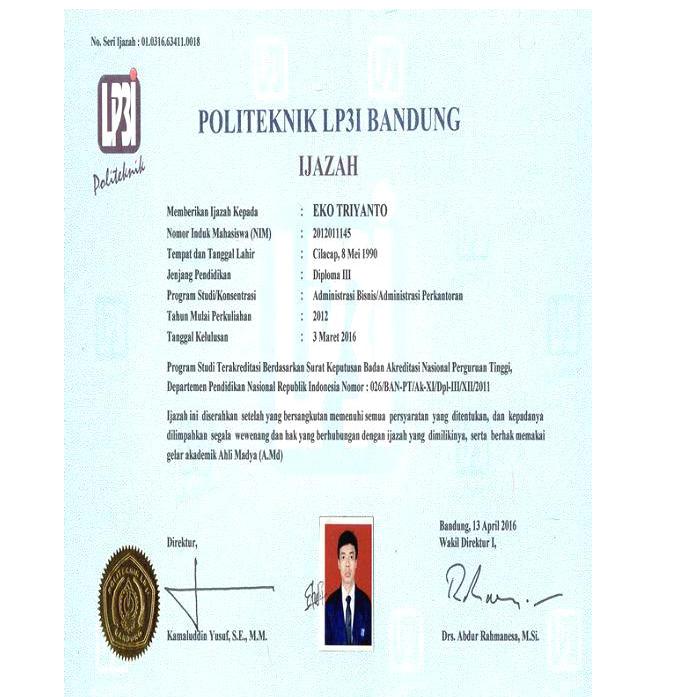 No. Seri Ijazah : 01.0316.63411.0018
LP3I
Politeknik
POLITEKNIK LP3I BANDUNG
IJAZAH
Memberikan Ijazah Kepada : EKO TRIYANTO
Nomor Induk Mahasiswa (NIM) : 2012011145
Tempat dan Tanggal Lahir : Cilacap, 8 Mei 1990
Jenjang Pendidikan : Diploma III
Program Studi/Konsentrasi : Administrasi Bisnis/Administrasi Perkantoran
Tahun Mulai Perkuliahan : 2012
Tanggal Kelulusan : 3 Maret 2016
Program Studi Terakreditasi Berdasarkan Surat Keputusan Badan Akreditasi Nasional Perguruan Tinggi,
Departemen Pendidikan Nasional Republik Indonesia Nomor : 026/BAN-PT/Ak-XI/Dpl-III/XII/2011
Ijazah ini diserahkan setelah yang bersangkutan memenuhi semua persyaratan yang ditentukan, dan kepadanya
dilimpahkan segala wewenang dan hak yang berhubungan dengan ijazah yang dimilikinya, serta berhak memakai
gelar akademik Ahli Madya (A.Md)
Bandung, 13 April 2016
Direktur,
Wakil Direktur I,
BANDUNG
Kamaluddin Yusuf, S.E., M.M.
Drs. Abdur Rahmanesa, M.Si.